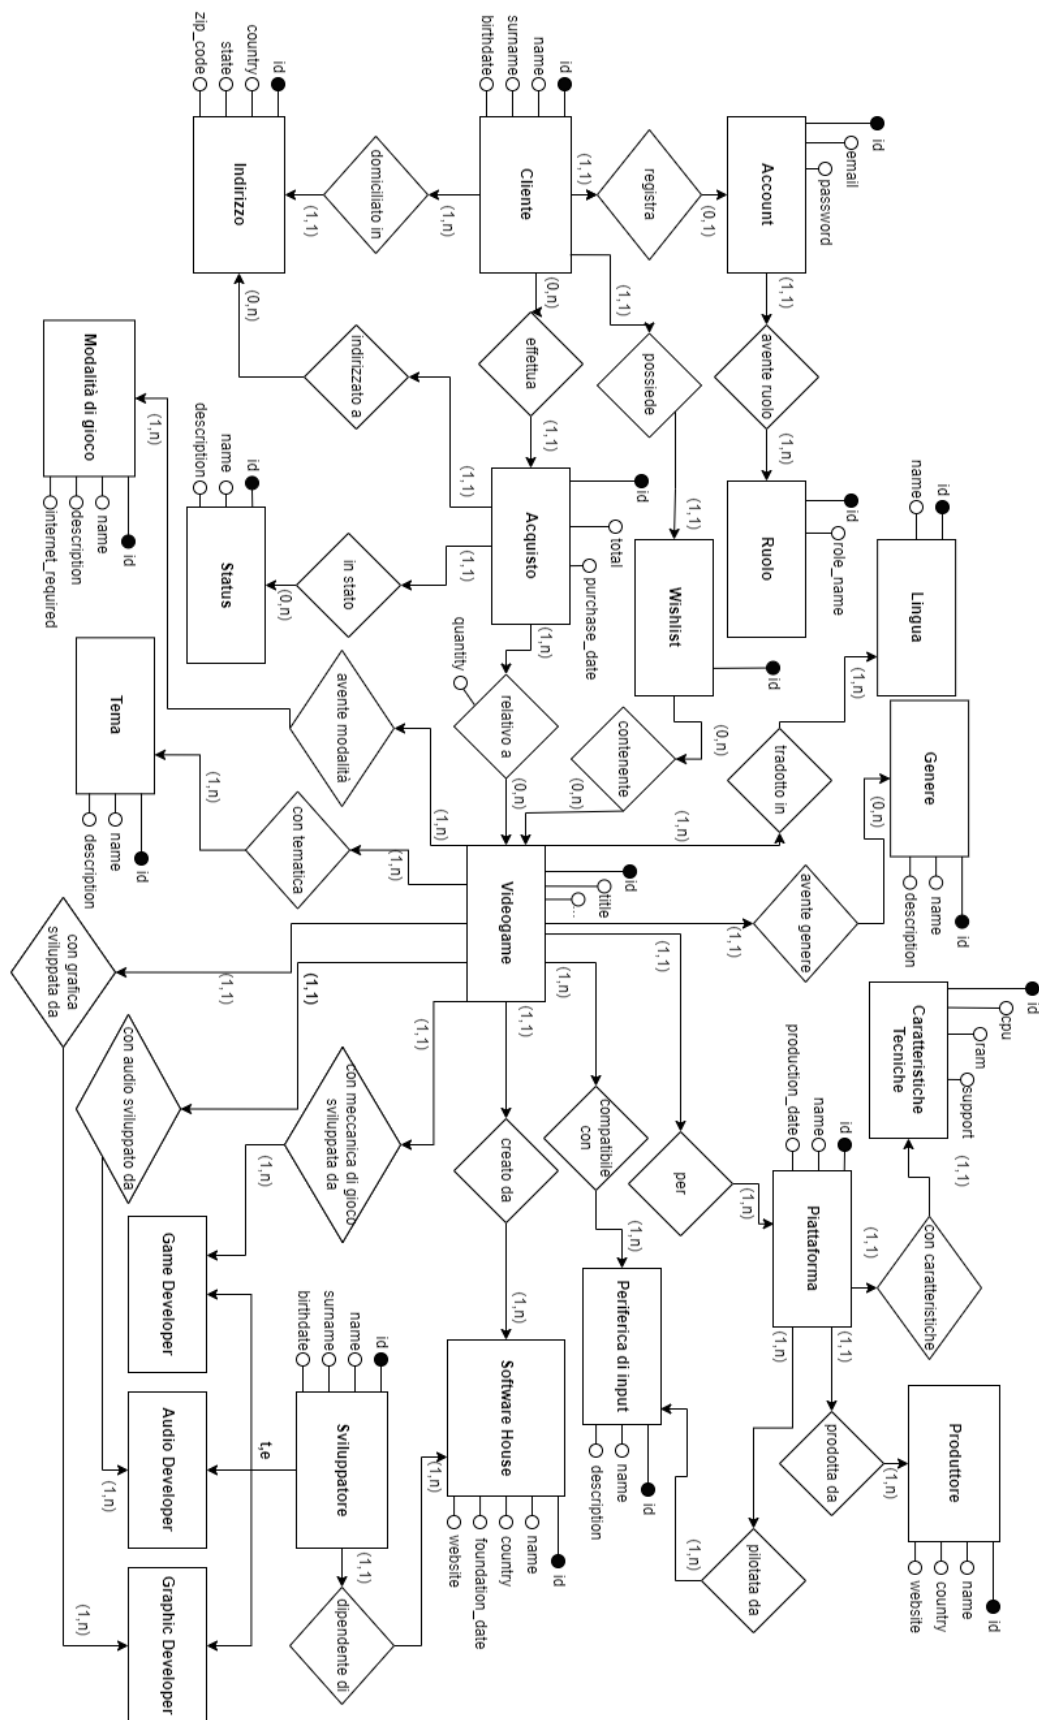 id
email
password
Account
(1,1)
avente ruolo
(1,n)
id
role_name
Ruolo
id
name
Lingua
(1,n)
tradotto in
(1,n)
Genere
(0,n)
id
name
description
avente genere
(1,1)
id
cpu
ram
support
Caratteristiche
Tecniche
(1,1)
con caratteristiche
(1,1)
Produttore
id
name
country
website
(1,n)
prodotta da
(1,1)
id
name
production_date
Piattaforma
(1,n)
per
(1,1)
(1,n)
pilotata da
(1,n)
(0,1)
registra
(1,1)
id
name
surname
birthdate
Cliente
(1,1)
possiede
(1,1)
Wishlist
id
(0,n)
contenente
(0,n)
(0,n)
effettua
(1,1)
id
total
purchase_date
Acquisto
(1,n)
relativo a
quantity
(0,n)
id
title
...
Videogame
(1,n)
compatibile
con
(1,n)
Periferica di input
id
name
description
(1,1)
creato da
(1,n)
Software House
id
name
country
foundation_date
website
(1,n)
(1,n)
domiciliato in
(1,1)
id
country
state
zip_code
Indirizzo
(0,n)
indirizzato a
(1,1)
(1,1)
in stato
(0,n)
id
name
description
Status
(1,n)
avente modalità
(1,n)
Modalità di gioco
id
name
description
internet_required
(1,n)
con tematica
(1,n)
Tema
id
name
description
(1,1)
con meccanica di gioco
sviluppata da
(1,n)
(1,1)
con audio sviluppato da
(1,n)
(1,1)
con grafica
sviluppata da
(1,n)
id
name
surname
birthdate
Sviluppatore
(1,1)
dipendente di
t,e
Game Developer
Audio Developer
Graphic Developer